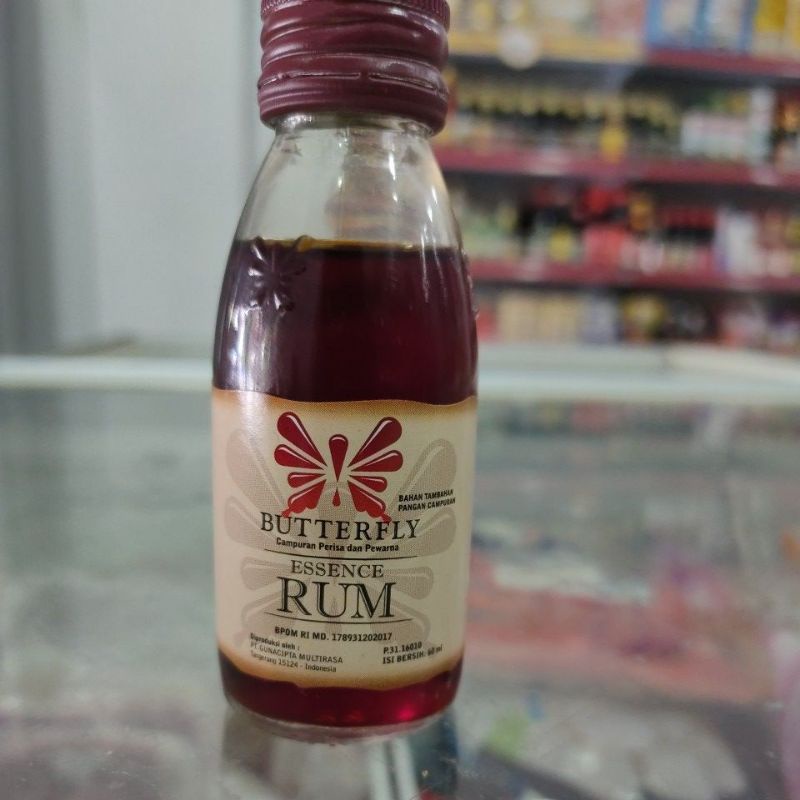 BAHAN TAMBAHAN
PANGAN CAMPURAN
BUTTERFLY
Campuran Perisa dan Pewarna
ESSENCE
RUM
BPOM RI MD. 178931202017
Diproduksi oleh :
PT GUNACIPTA MULTIRASA
Tangerang 15124 - Indonesia
P.31.16010
ISI BERSIH: 60 ml